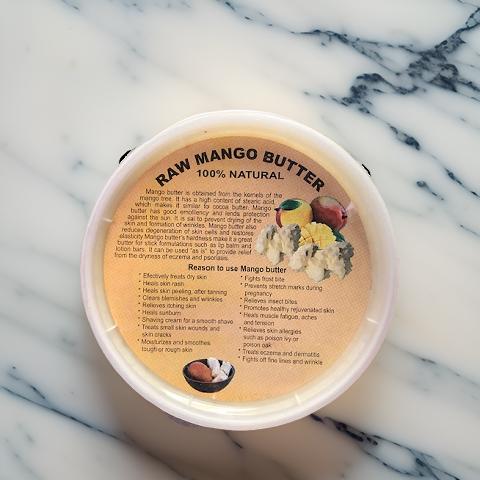 RAW MANGO BUTTER
100% NATURAL
Mango butter is obtained from the kernels of the
mango tree. It has a high content of stearic acid,
which makes it similar to cocoa butter. Mango
butter has good emolliency and lends protection
against the sun. It is sai to prevent drying of the
skin and formation of wrinkles. Mango butter also
reduces degeneration of skin cells and restores
elasticity Mango butter's hardness make it a great
butter for stick formulations such as lip balm and
lotion bars. It can be used "as is" to provide relief
from the dryness of eczema and psoriasis.
Reason to use Mango butter
* Effectively treats dry skin
* Heals skin rash
* Heals skin peeling, after tanning
* Clears blemishes and wrinkles
* Relieves itching skin
* Heals sunburn
* Shaving cream for a smooth shave
* Treats small skin wounds and
skin cracks
* Moisturizes and smoothes
tough or rough skin
* Fights frost bite
* Prevents stretch marks during
pregnancy
* Relieves insect bites
* Promotes healthy rejuvenated skin
* Heals muscle fatigue, aches
and tension
* Relieves skin allergies
such as poison ivy or
poison oak
* Treats eczema and dermatitis
* Fights off fine lines and wrinkle